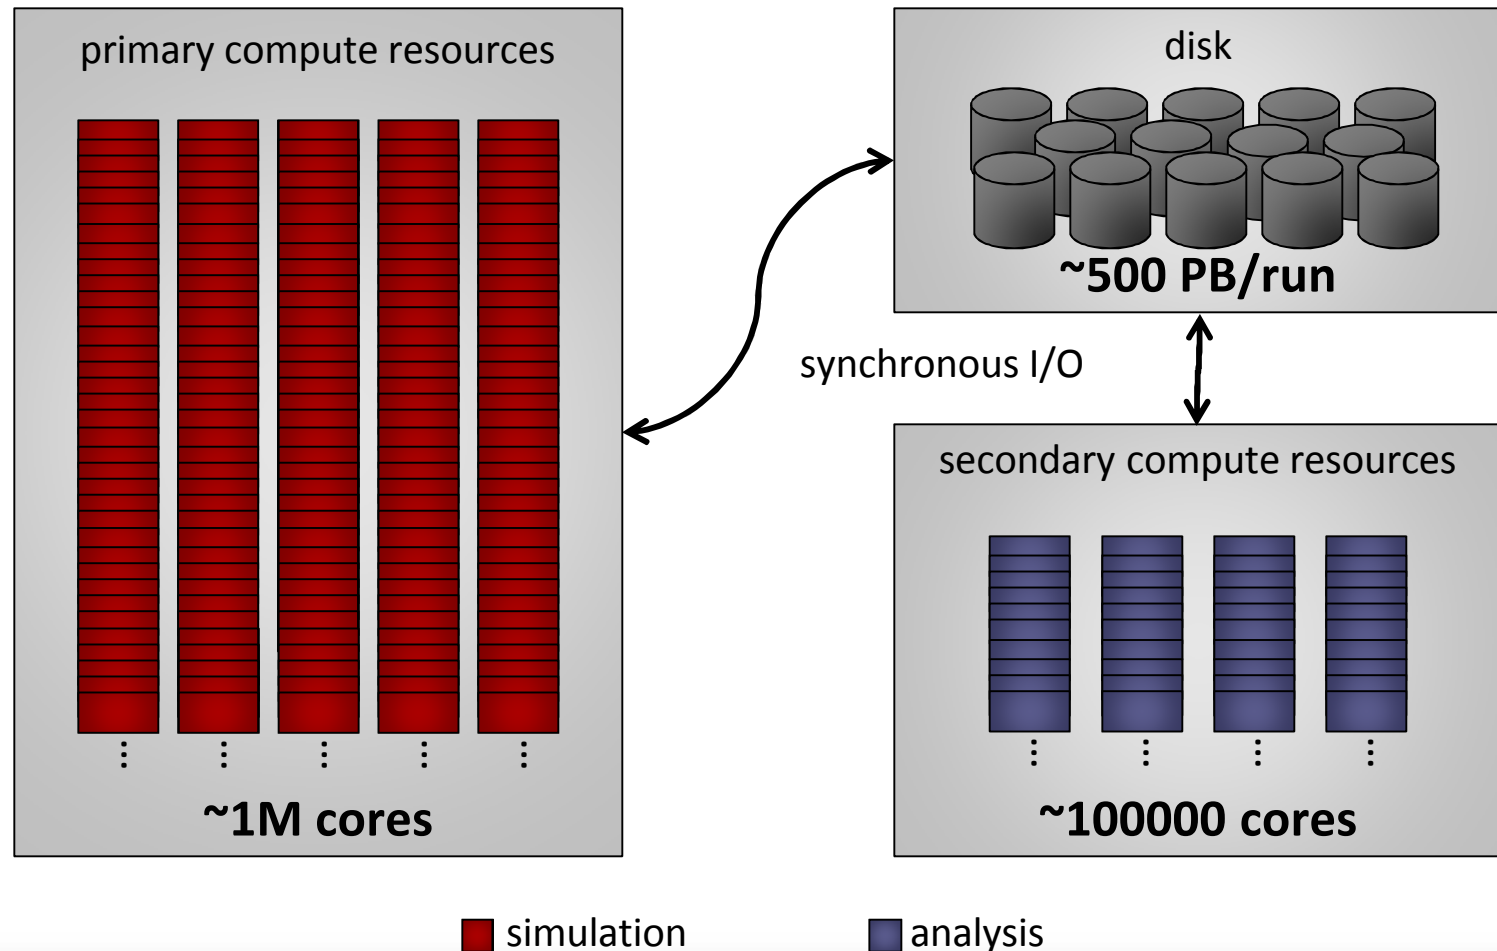 primary compute resources
~1M cores
disk
~500 PB/run
synchronous I/O
secondary compute resources
~100000 cores
simulation
analysis